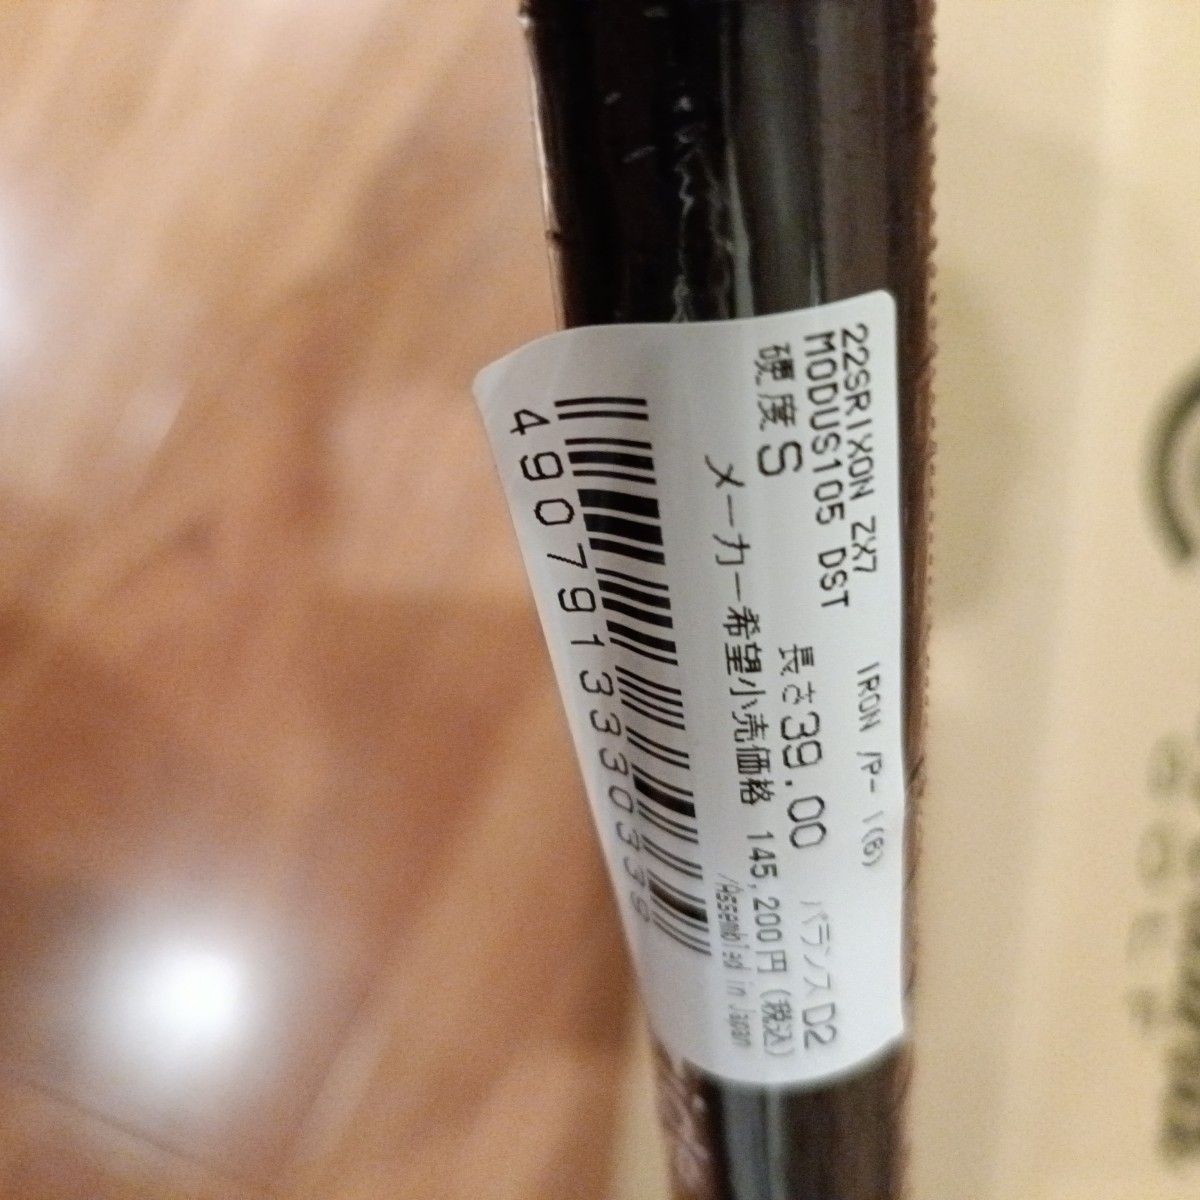 22SRIXON ZX7 IRON /P- I(6)
MODUS105 DST 長さ39.00 バランスD2
硬度S
メーカー希望小売価格 145,200円(税込)
/Assembled in Japan
4907913330339